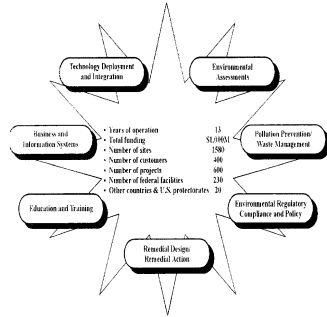 Technology Deployment
and Integration
Environmental
Assessments
Business and
Information Systems
• Years of operation 13
• Total funding $1,000M
• Number of sites 1580
• Number of customers 400
• Number of projects 600
• Number of federal facilities 230
• Other countries & U.S. protectorates 20
Pollution Prevention/
Waste Management
Education and Training
Environmental Regulatory
Compliance and Policy
Remedial Design/
Remedial Action